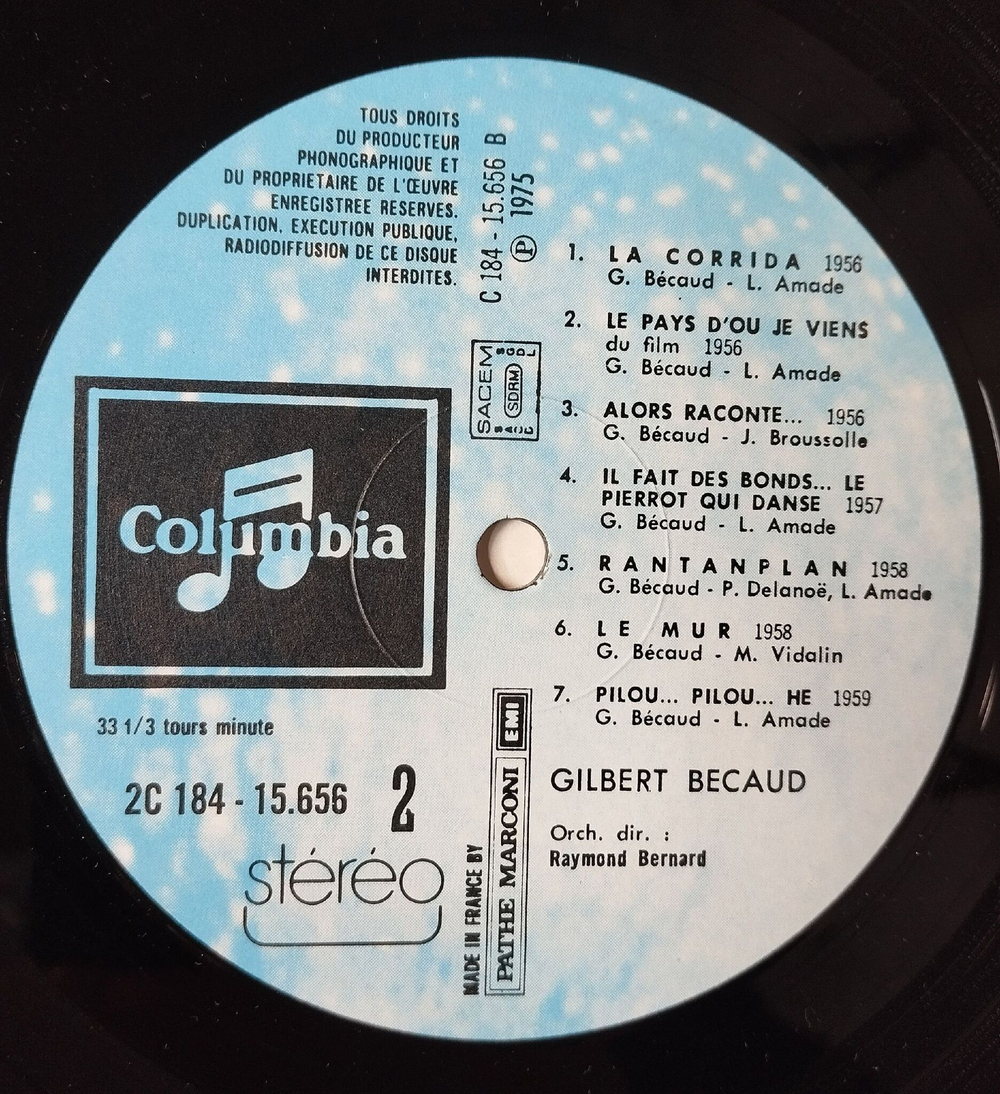 TOUS DROITS
DU PRODUCTEUR
PHONOGRAPHIQUE ET
DU PROPRIETAIRE DE L'ŒUVRE
ENREGISTREE RESERVES.
DUPLICATION, EXECUTION PUBLIQUE,
RADIODIFFUSION DE CE DISQUE
INTERDITES.
C 184 - 15.656 B
Ⓟ 1975
SACEM
SDRM
Columbia
33 1/3 tours minute
2C 184 - 15.656 2
stéréo
MADE IN FRANCE BY
PATHE MARCONI EMI
1. LA CORRIDA 1956
G. Bécaud - L. Amade
2. LE PAYS D'OU JE VIENS
du film 1956
G. Bécaud - L. Amade
3. ALORS RACONTE... 1956
G. Bécaud - J. Broussolle
4. IL FAIT DES BONDS... LE
PIERROT QUI DANSE 1957
G. Bécaud - L. Amade
5. RANTANPLAN 1958
G. Bécaud - P. Delanoë, L. Amade
6. LE MUR 1958
G. Bécaud - M. Vidalin
7. PILOU... PILOU... HE 1959
G. Bécaud - L. Amade
GILBERT BECAUD
Orch. dir. :
Raymond Bernard